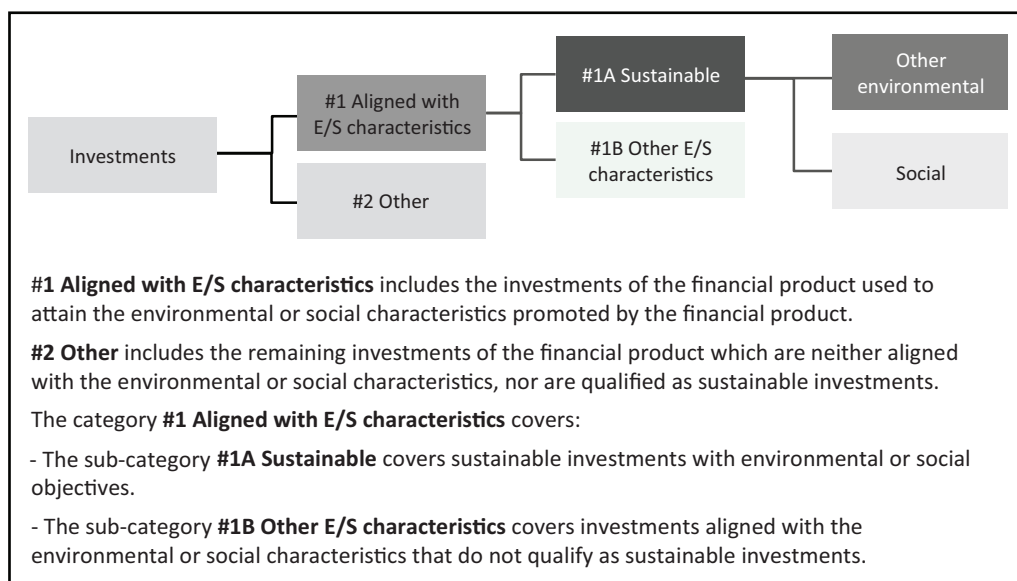 Investments
#1 Aligned with
E/S characteristics
#2 Other
#1A Sustainable
#1B Other E/S
characteristics
Other
environmental
Social
#1 Aligned with E/S characteristics includes the investments of the financial product used to
attain the environmental or social characteristics promoted by the financial product.
#2 Other includes the remaining investments of the financial product which are neither aligned
with the environmental or social characteristics, nor are qualified as sustainable investments.
The category #1 Aligned with E/S characteristics covers:
- The sub-category #1A Sustainable covers sustainable investments with environmental or social
objectives.
- The sub-category #1B Other E/S characteristics covers investments aligned with the
environmental or social characteristics that do not qualify as sustainable investments.